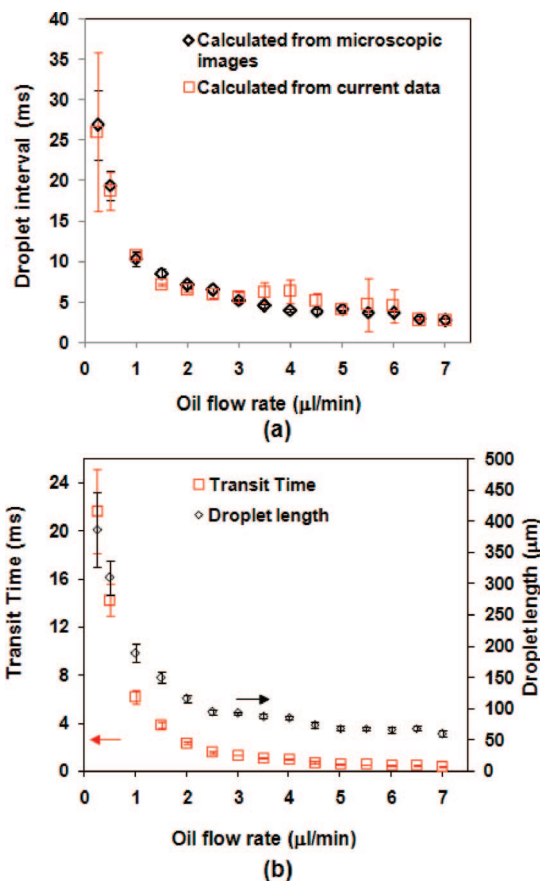 Calculated from microscopic
images
Calculated from current data
Droplet interval (ms)
40
35
30
25
20
15
10
5
0
0 1 2 3 4 5 6 7
Oil flow rate (μl/min)
(a)
Transit Time
Droplet length
Transit Time (ms)
24
20
16
12
8
4
0
500
450
400
350
300
250
200
150
100
50
0
Droplet length (μm)
0 1 2 3 4 5 6 7
Oil flow rate (μl/min)
(b)